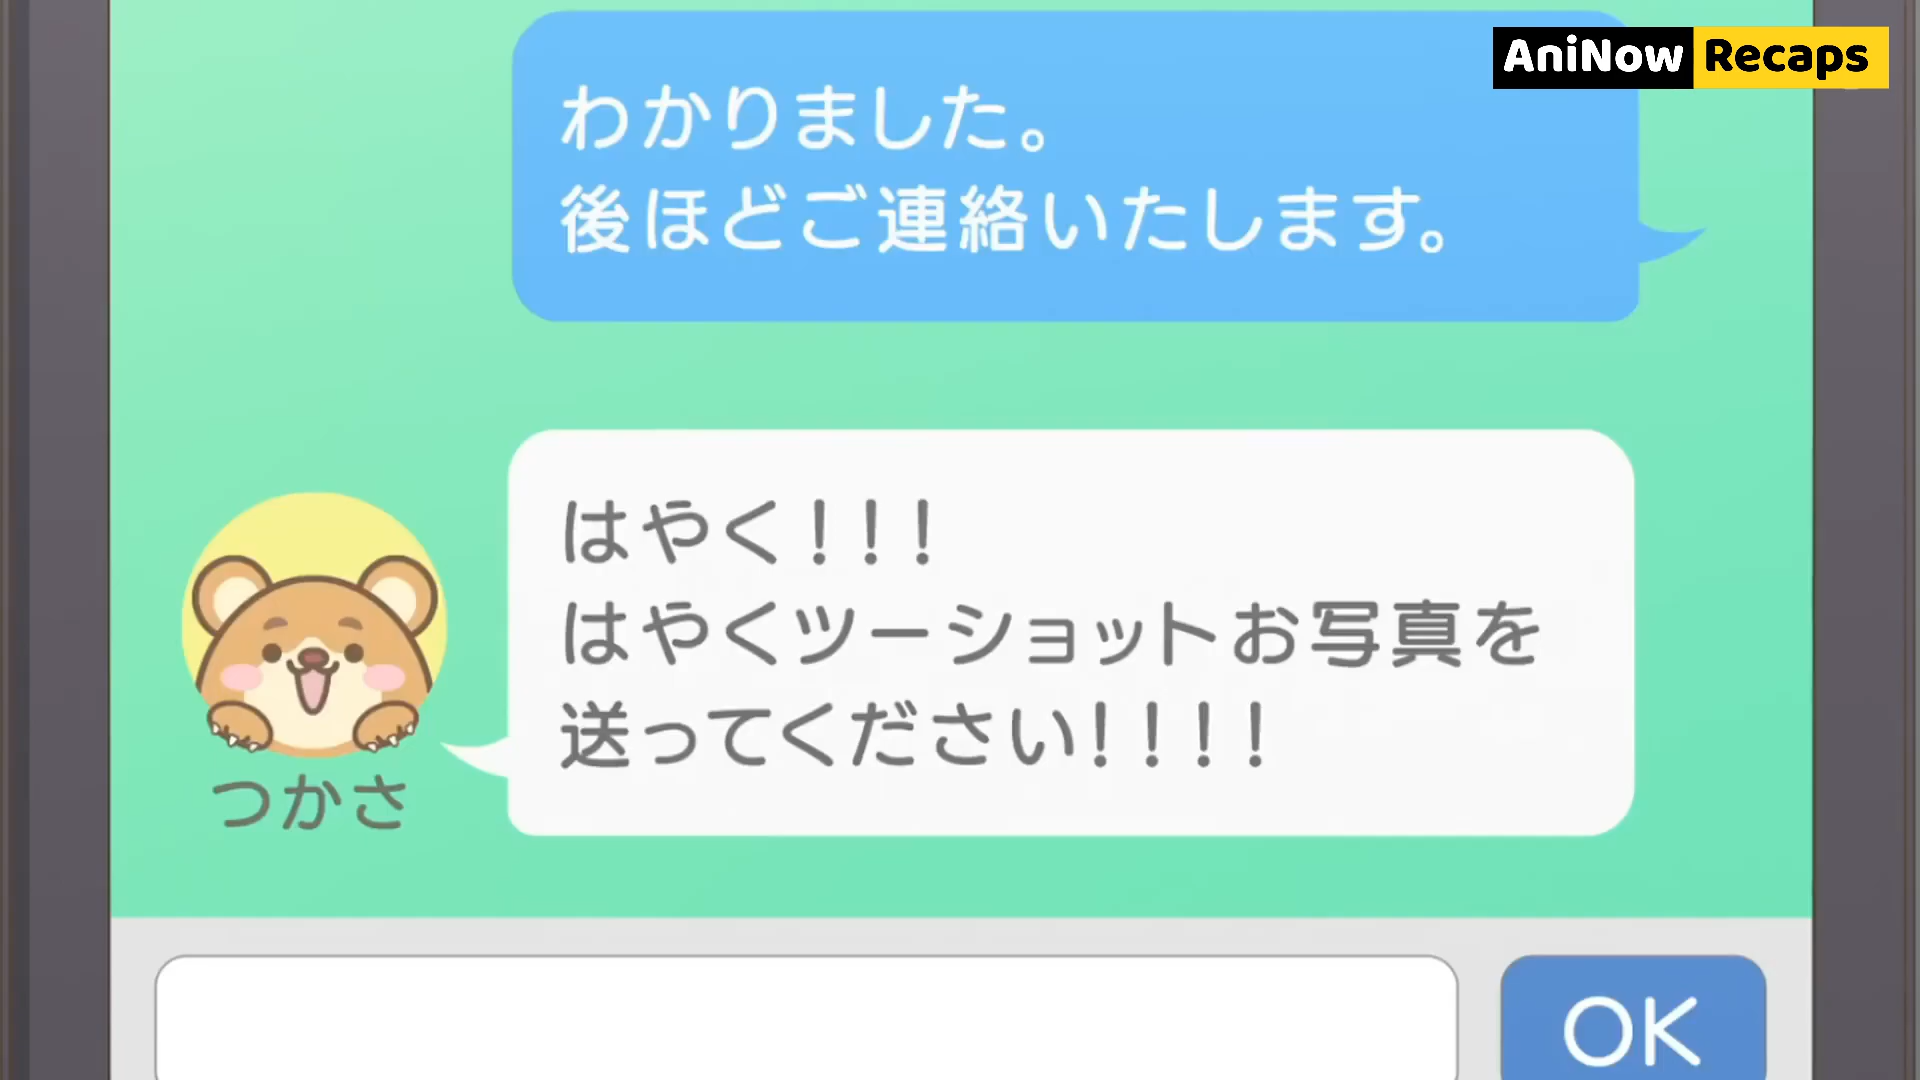 AniNow Recaps
わかりました。
後ほどご連絡いたします。
はやく!!!
はやくツーショットお写真を
送ってください!!!!
つかさ
OK